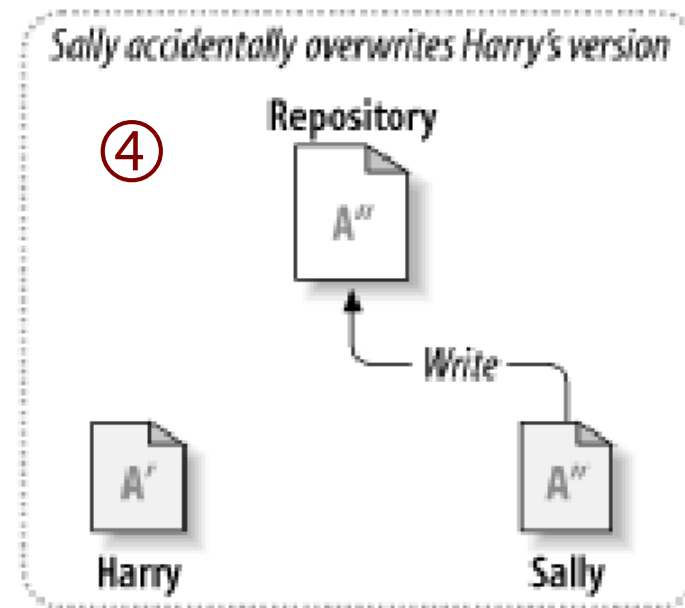 Sally accidentally overwrites Harry's version
④
Repository
A"
Write
A'
A"
Harry
Sally